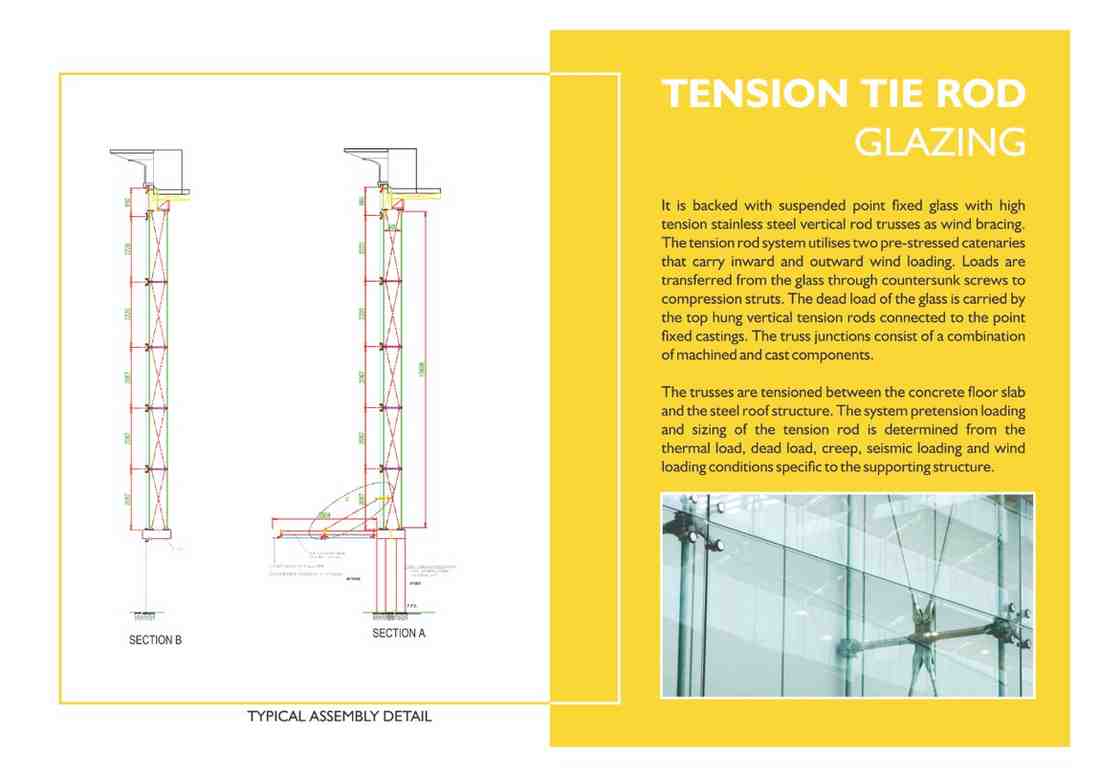 TENSION TIE ROD
GLAZING
It is backed with suspended point fixed glass with high
tension stainless steel vertical rod trusses as wind bracing.
The tension rod system utilises two pre-stressed catenaries
that carry inward and outward wind loading. Loads are
transferred from the glass through countersunk screws to
compression struts. The dead load of the glass is carried by
the top hung vertical tension rods connected to the point
fixed castings. The truss junctions consist of a combination
of machined and cast components.
The trusses are tensioned between the concrete floor slab
and the steel roof structure. The system pretension loading
and sizing of the tension rod is determined from the
thermal load, dead load, creep, seismic loading and wind
loading conditions specific to the supporting structure.
SECTION B
SECTION A
TYPICAL ASSEMBLY DETAIL